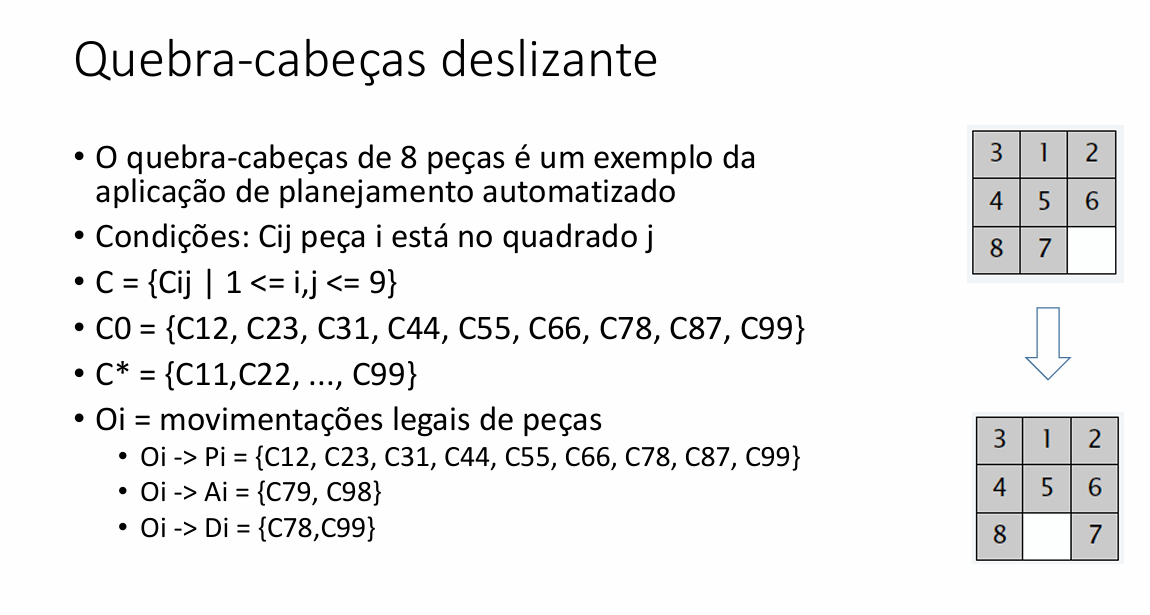 Quebra-cabeças deslizante
• O quebra-cabeças de 8 peças é um exemplo da
aplicação de planejamento automatizado
• Condições: Cij peça i está no quadrado j
• C = {Cij | 1 <= i,j <= 9}
• C0 = {C12, C23, C31, C44, C55, C66, C78, C87, C99}
• C* = {C11,C22, ..., C99}
• Oi = movimentações legais de peças
• Oi -> Pi = {C12, C23, C31, C44, C55, C66, C78, C87, C99}
• Oi -> Ai = {C79, C98}
• Oi -> Di = {C78,C99}
3 1 2
4 5 6
8 7
3 1 2
4 5 6
8 7